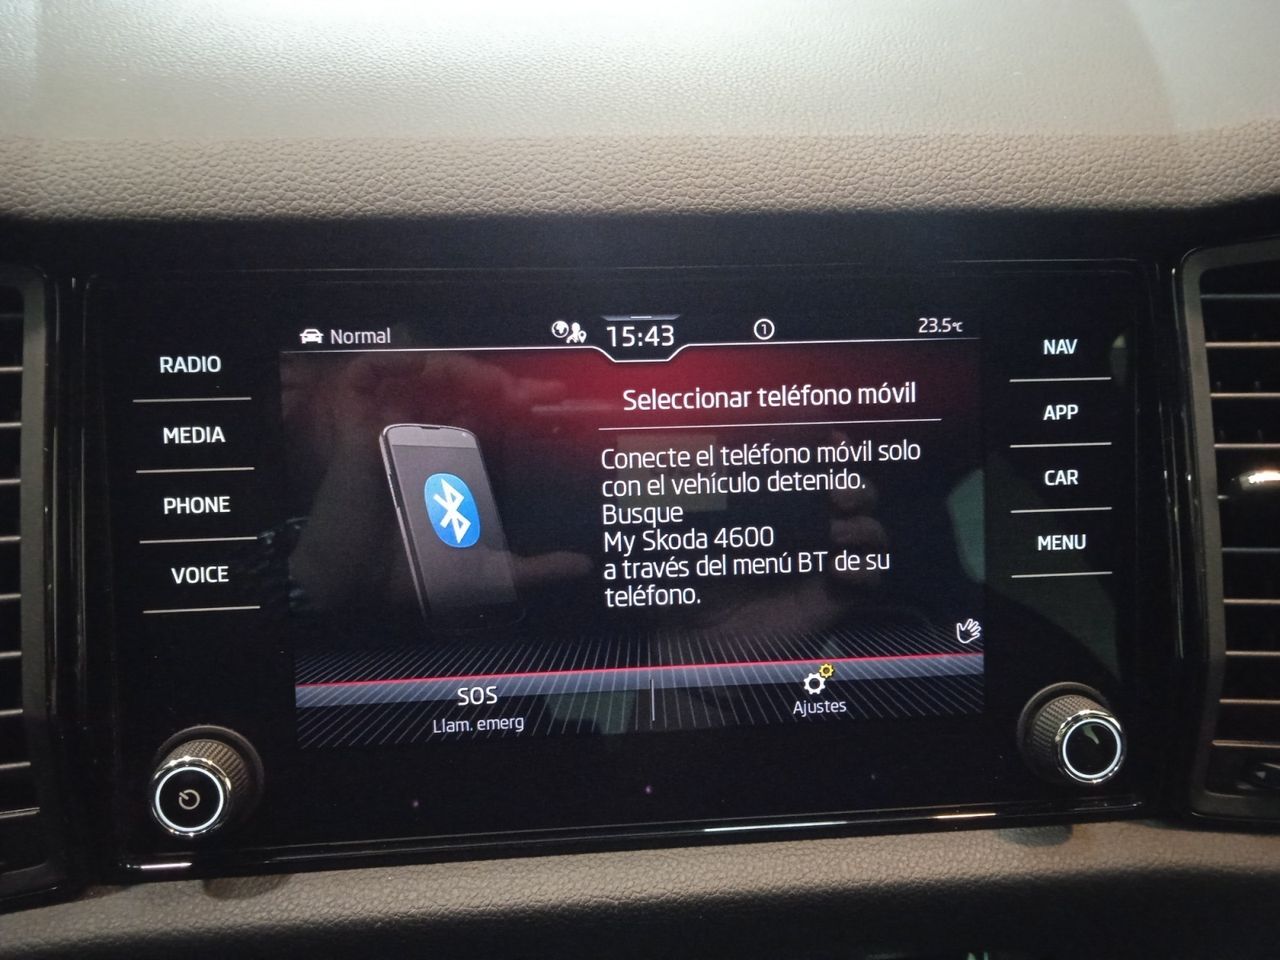 Normal
15:43
1
23.5°C
RADIO
MEDIA
PHONE
VOICE
Seleccionar teléfono móvil
Conecte el teléfono móvil solo
con el vehículo detenido.
Busque
My Skoda 4600
a través del menú BT de su
teléfono.
SOS
Llam. emerg
Ajustes
NAV
APP
CAR
MENU